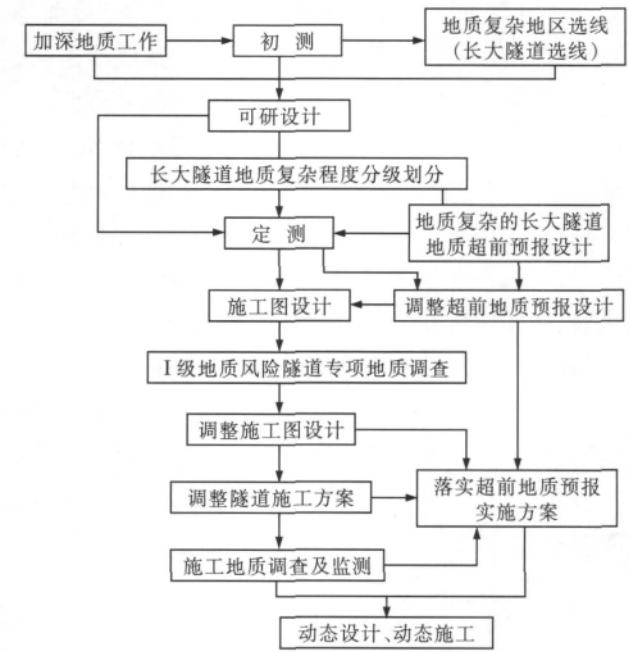 加深地质工作
初 测
地质复杂地区选线
(长大隧道选线)
可研设计
长大隧道地质复杂程度分级划分
定 测
地质复杂的长大隧道
地质超前预报设计
施工图设计
调整超前地质预报设计
Ⅰ级地质风险隧道专项地质调查
调整施工图设计
调整隧道施工方案
落实超前地质预报
实施方案
施工地质调查及监测
动态设计、动态施工